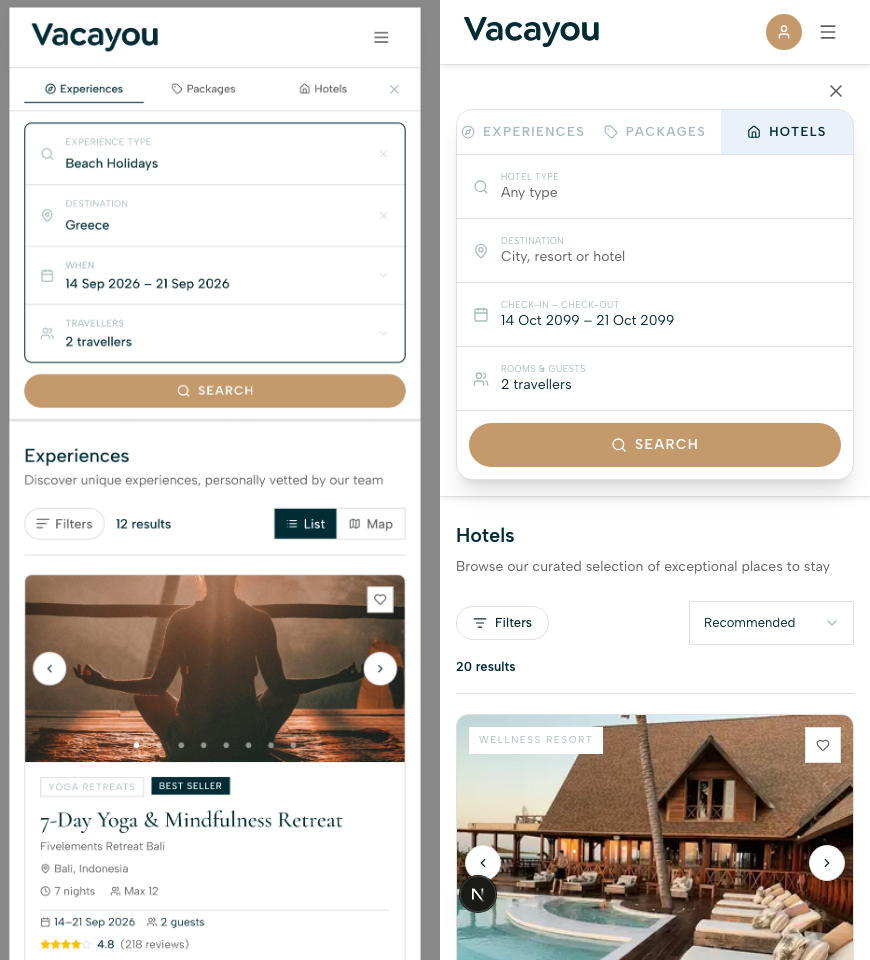 Vacayou
Experiences Packages Hotels
EXPERIENCE TYPE
Beach Holidays
DESTINATION
Greece
WHEN
14 Sep 2026 – 21 Sep 2026
TRAVELLERS
2 travellers
SEARCH
Experiences
Discover unique experiences, personally vetted by our team
Filters 12 results List Map
YOGA RETREATS BEST SELLER
7-Day Yoga & Mindfulness Retreat
Fivelements Retreat Bali
Bali, Indonesia
7 nights Max 12
14–21 Sep 2026 2 guests
4.8 (218 reviews)
Vacayou
EXPERIENCES PACKAGES HOTELS
HOTEL TYPE
Any type
DESTINATION
City, resort or hotel
CHECK-IN – CHECK-OUT
14 Oct 2099 – 21 Oct 2099
ROOMS & GUESTS
2 travellers
SEARCH
Hotels
Browse our curated selection of exceptional places to stay
Filters Recommended
20 results
WELLNESS RESORT
N